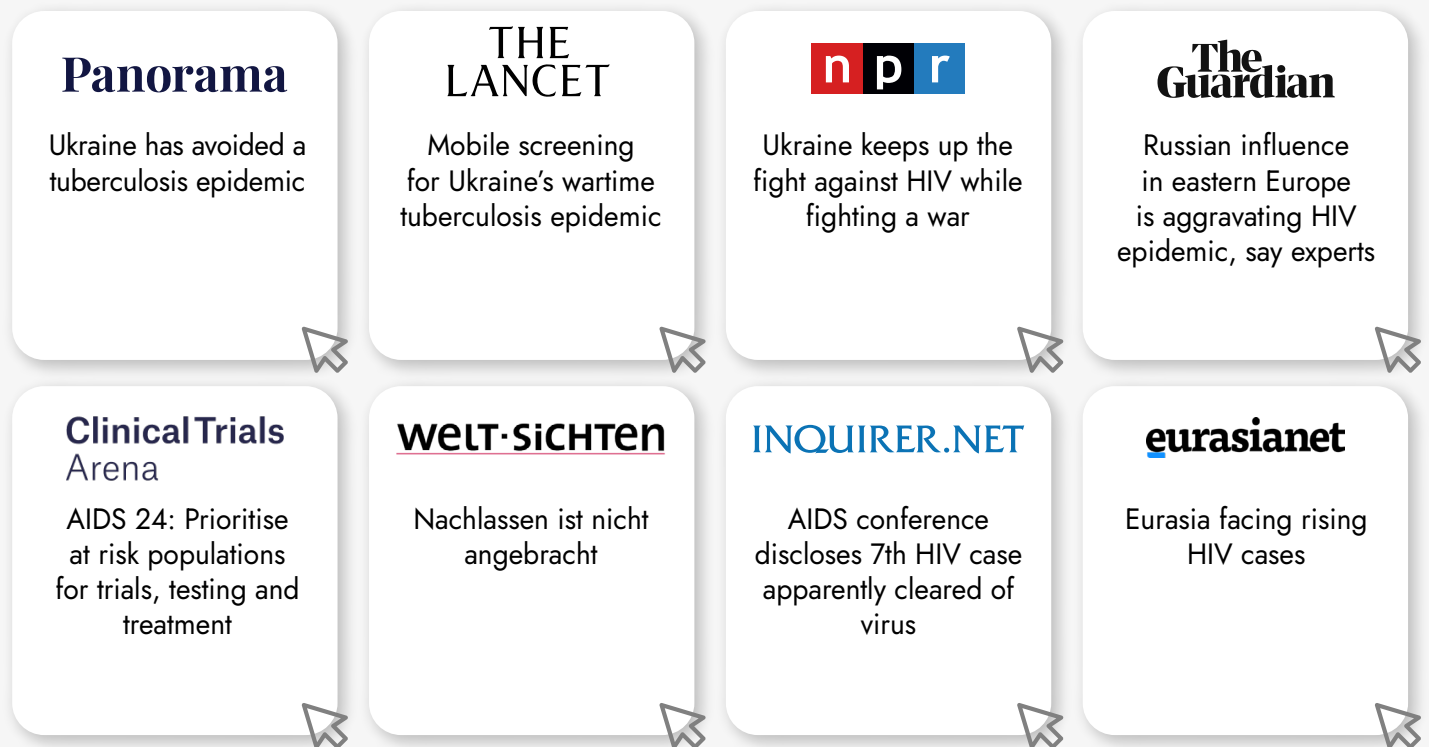 Panorama
Ukraine has avoided a
tuberculosis epidemic
THE
LANCET
Mobile screening
for Ukraine’s wartime
tuberculosis epidemic
npr
Ukraine keeps up the
fight against HIV while
fighting a war
The
Guardian
Russian influence
in eastern Europe
is aggravating HIV
epidemic, say experts
Clinical Trials
Arena
AIDS 24: Prioritise
at risk populations
for trials, testing and
treatment
WELT·SICHTEN
Nachlassen ist nicht
angebracht
INQUIRER.NET
AIDS conference
discloses 7th HIV case
apparently cleared of
virus
eurasianet
Eurasia facing rising
HIV cases